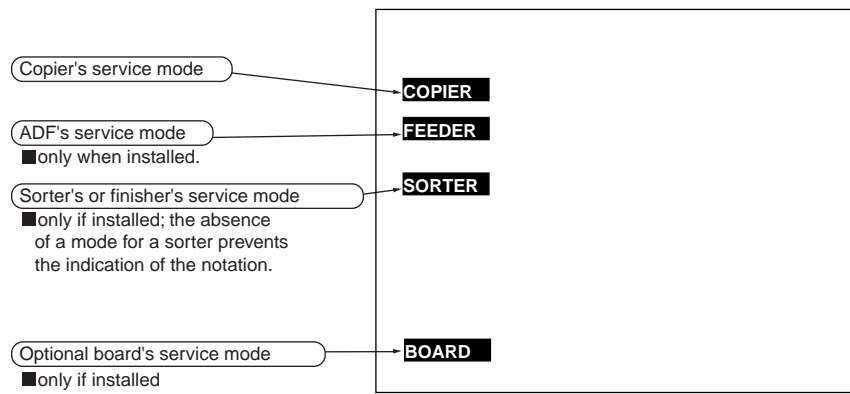 Copier's service mode
COPIER
ADF's service mode
FEEDER
■only when installed.
Sorter's or finisher's service mode
SORTER
■only if installed; the absence
of a mode for a sorter prevents
the indication of the notation.
Optional board's service mode
BOARD
■only if installed